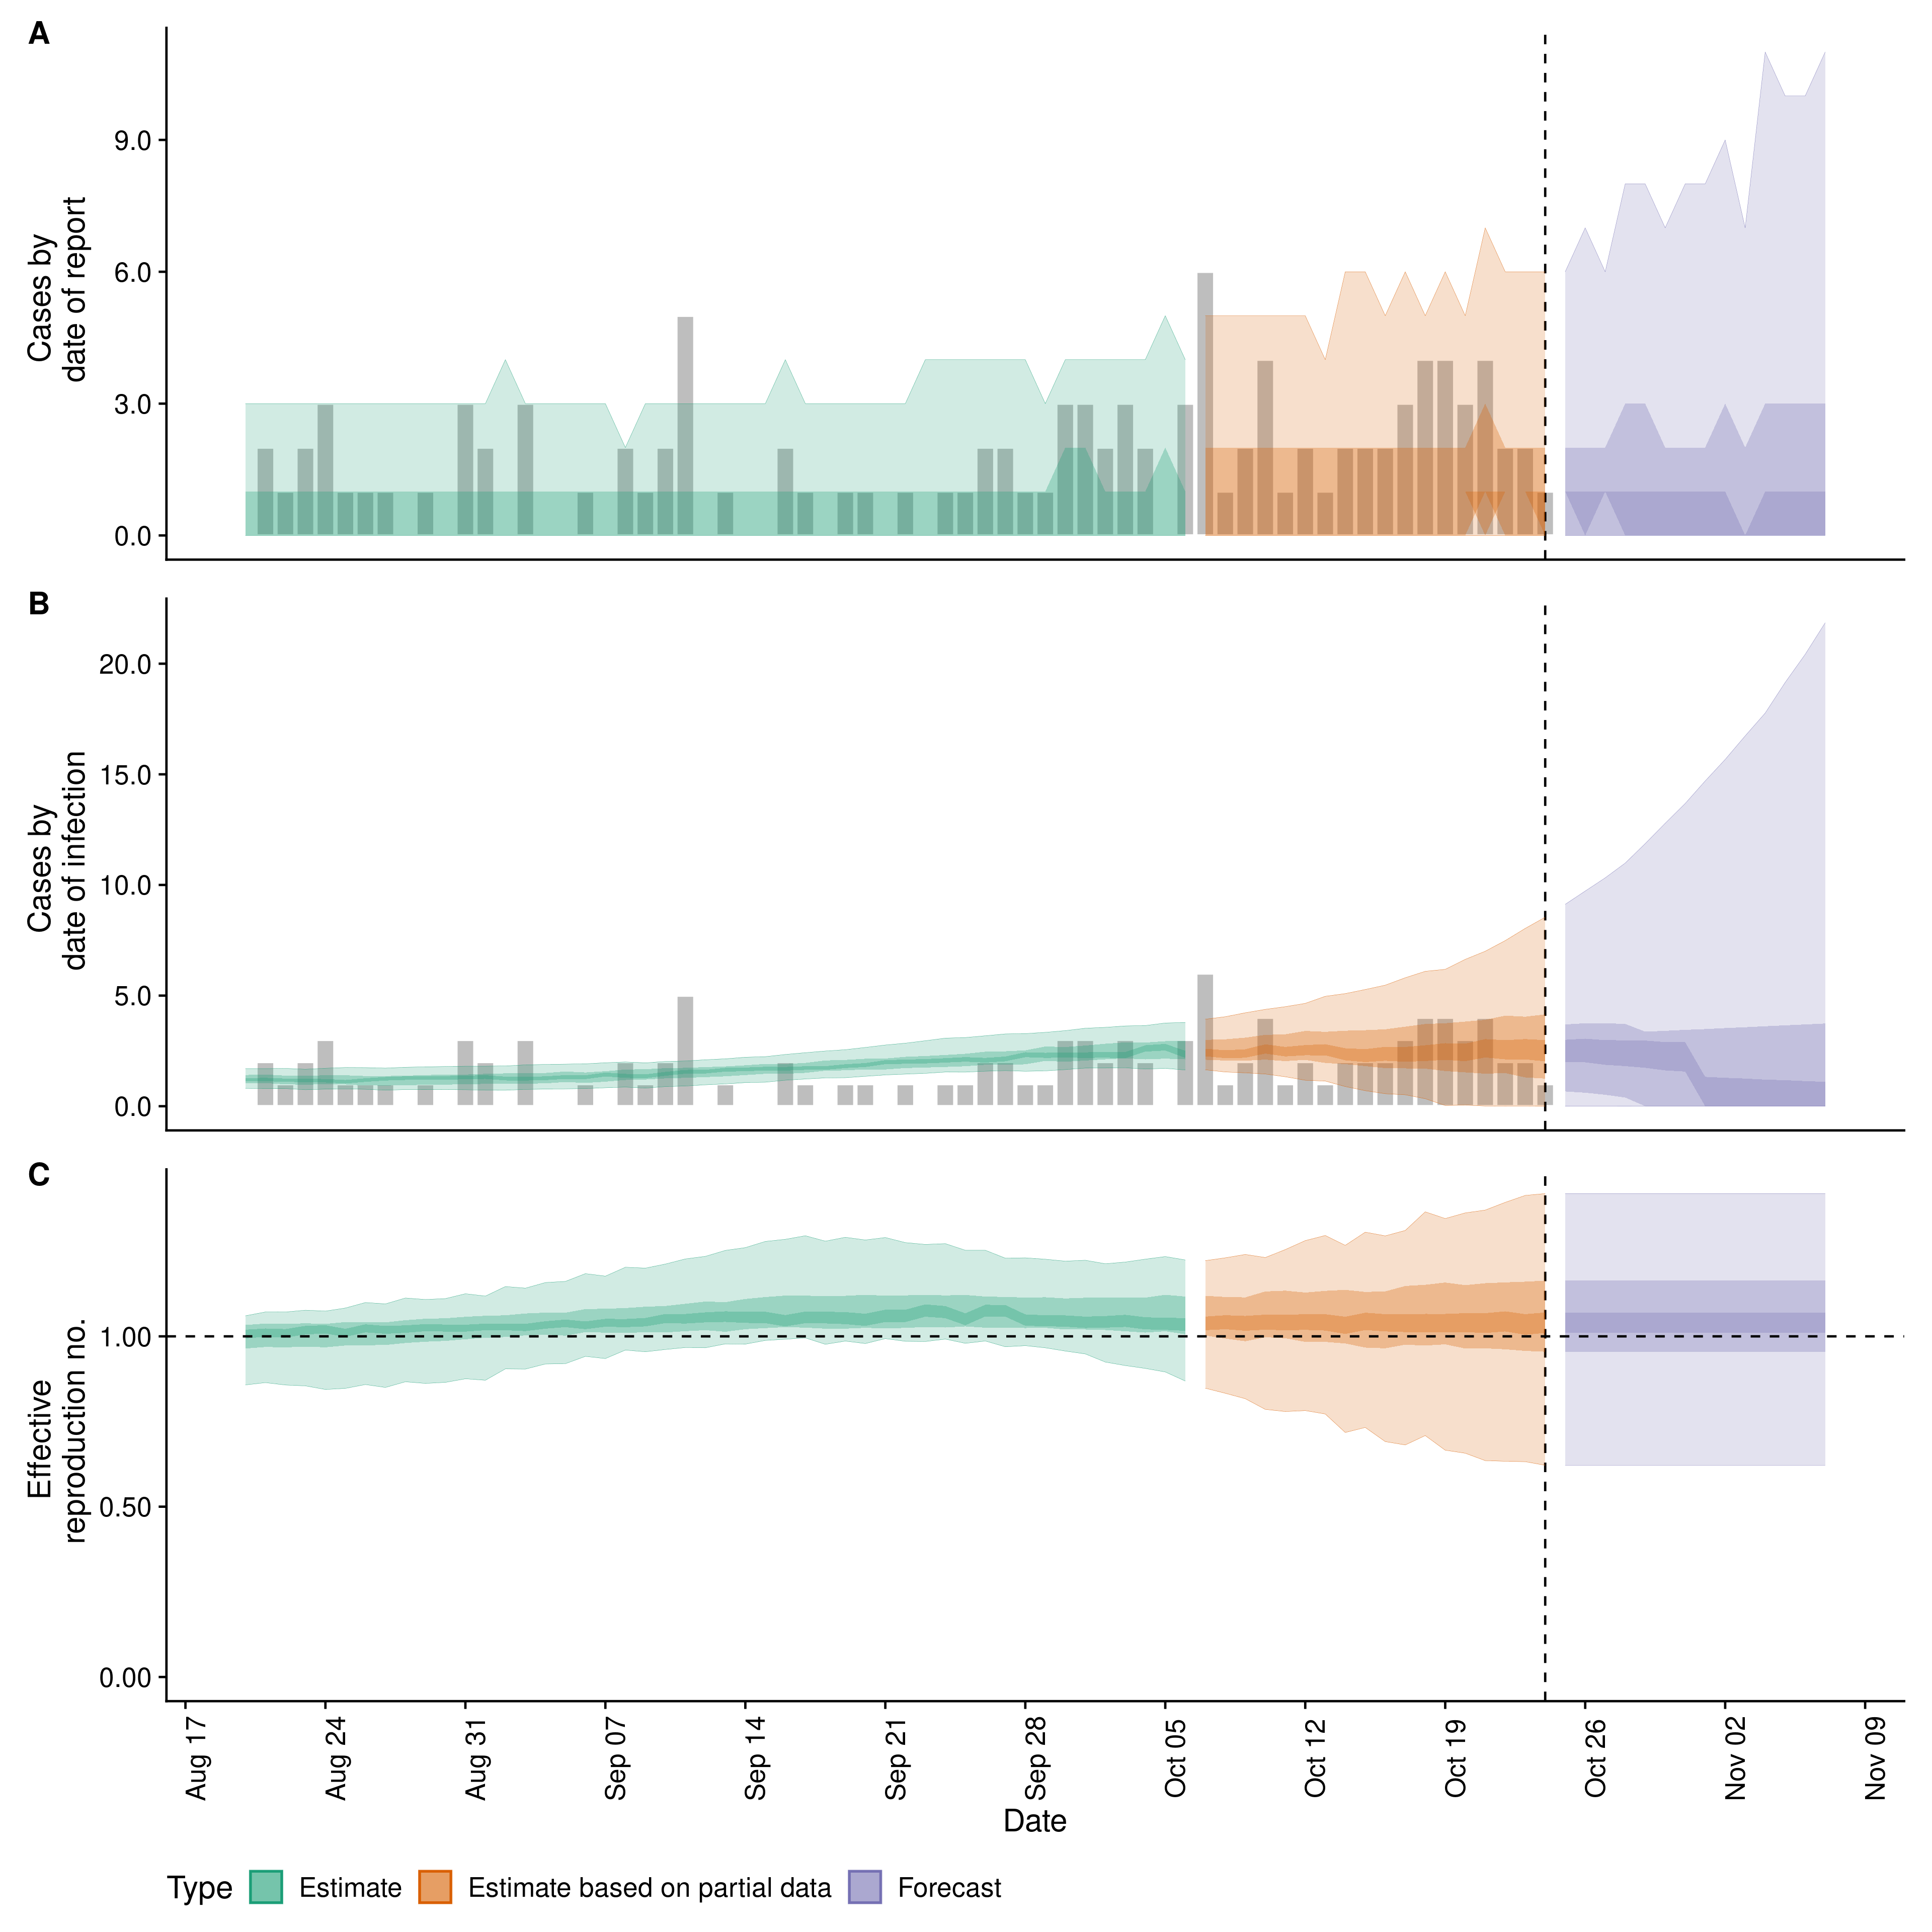 A
Cases by
date of report
9.0
6.0
3.0
0.0
B
Cases by
date of infection
20.0
15.0
10.0
5.0
0.0
C
Effective
reproduction no.
1.00
0.50
0.00
Aug 17
Aug 24
Aug 31
Sep 07
Sep 14
Sep 21
Sep 28
Oct 05
Oct 12
Oct 19
Oct 26
Nov 02
Nov 09
Date
Type Estimate Estimate based on partial data Forecast